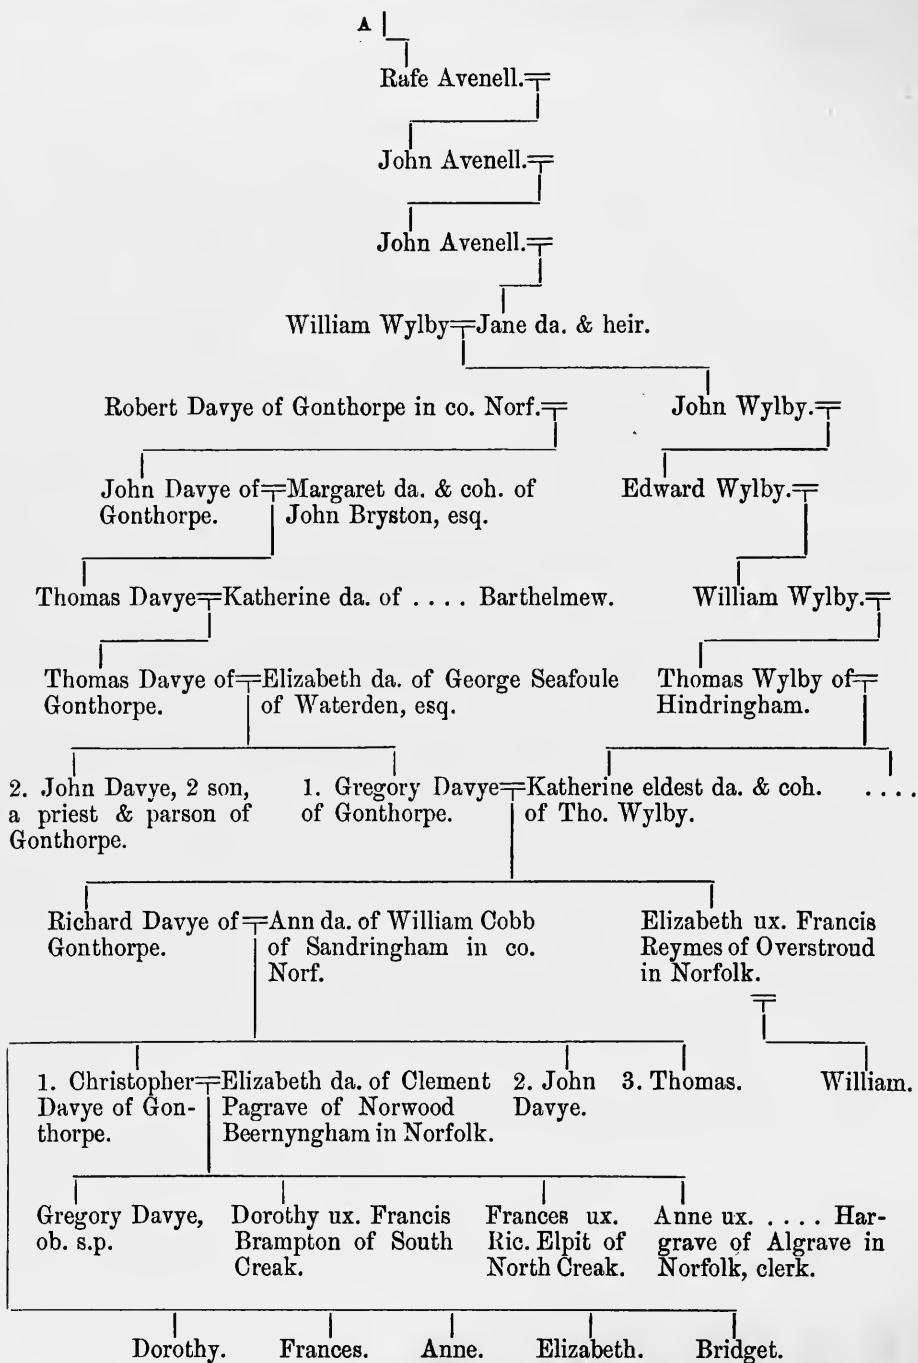 A
Rafe Avenell.
John Avenell.
John Avenell.
William Wylby Jane da. & heir.
Robert Davye of Gonthorpe in co. Norf. John Wylby.
John Davye of Margaret da. & coh. of Edward Wylby.
Gonthorpe. John Bryston, esq.
Thomas Davye Katherine da. of .... Barthelmew. William Wylby.
Thomas Davye of Elizabeth da. of George Seafoule Thomas Wylby of
Gonthorpe. of Waterden, esq. Hindringham.
2. John Davye, 2 son, 1. Gregory Davye Katherine eldest da. & coh. ....
a priest & parson of of Gonthorpe. of Tho. Wylby.
Gonthorpe.
Richard Davye of Ann da. of William Cobb Elizabeth ux. Francis
Gonthorpe. of Sandringham in co. Reymes of Overstroud
Norf. in Norfolk.
1. Christopher Elizabeth da. of Clement 2. John 3. Thomas. William.
Davye of Gon- Pagrave of Norwood Davye.
thorpe. Beernyngham in Norfolk.
Gregory Davye, Dorothy ux. Francis Frances ux. Anne ux. .... Har-
ob. s.p. Brampton of South Ric. Elpit of grave of Algrave in
Creak. North Creak. Norfolk, clerk.
Dorothy. Frances. Anne. Elizabeth. Bridget.